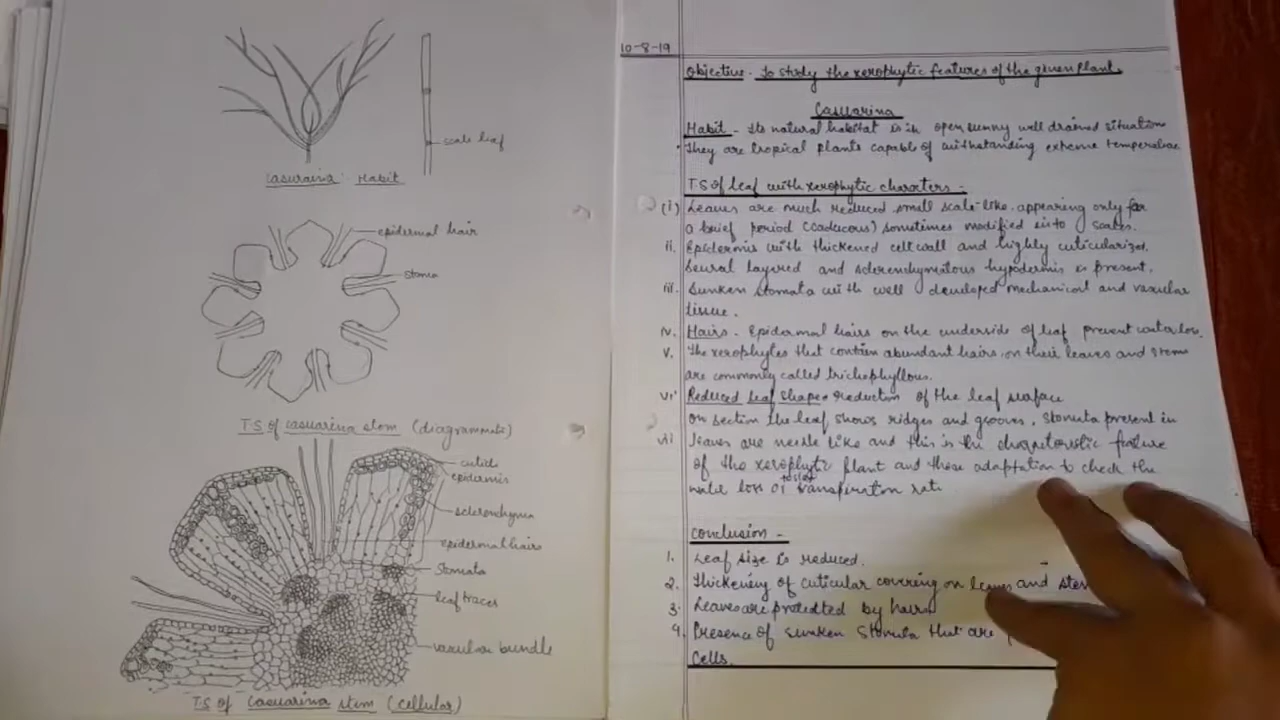 scale leaf
Casuraina: Habit
epidermal hair
stoma
T.S of Casuarina stem (diagrammatic)
cuticle
epidermis
sclerenchyma
epidermal hairs
Stomata
leaf traces
vascular bundle
T.S of Casuarina stem (cellular)
10-8-19
Objective - To study the xerophytic features of the given plant.
Casuarina
Habit - Its natural habitat is in open sunny well drained situation
They are tropical plants capable of withstanding extreme temperature
T.S of leaf with xerophytic characters:-
(i) Leaves are much reduced small scale-like appearing only for
a brief period (caducous) sometimes modified into scales.
ii. Epidermis with thickened cell wall and highly cuticularized.
layered and sclerenchymatous hypodermis is present.
iii. Sunken stomata with well developed mechanical and vascular
tissue.
iv. Hairs - Epidermal hairs on the underside of leaf prevent water loss.
v. The xerophytes that contain abundant hairs on their leaves and stems
are commonly called trichophyllous.
vi Reduced leaf shape - reduction of the leaf surface
on section the leaf shows ridges and grooves, stomata present in
vii leaves are needle like and this is the feature
of the xerophytic plant and these adaptation to check the
water loss or transpiration rate
Conclusion -
1. Leaf size is reduced.
2. Thickening of cuticular covering on leaves and
3. Leaves are protected by hairs
4. Presence of sunken stomata that are
cells.